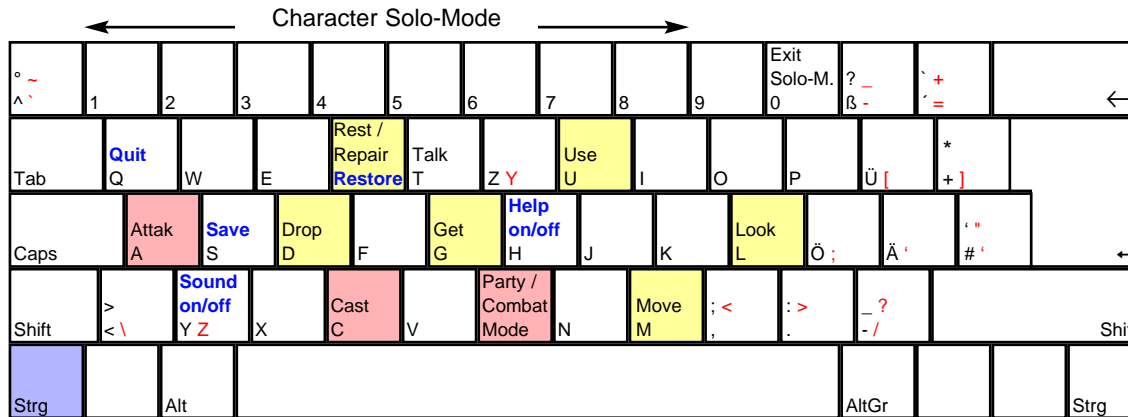 Character Solo-Mode
° ~
^ `
1
2
3
4
5
6
7
8
9
Exit
Solo-M.
0
? _
ß -
` +
´ =
←
Tab
Quit
Q
W
E
Rest /
Repair
Restore
Talk
T
Z Y
Use
U
I
O
P
Ü [
*
+ ]
Caps
Attak
A
Save
S
Drop
D
F
Get
G
Help
on/off
H
J
K
Look
L
Ö ;
Ä '
' "
# '
Shift
>
< \
Sound
on/off
Y Z
X
Cast
C
V
Party /
Combat
Mode
N
Move
M
; <
,
: >
.
_ ?
- /
Shif
Strg
Alt
AltGr
Strg